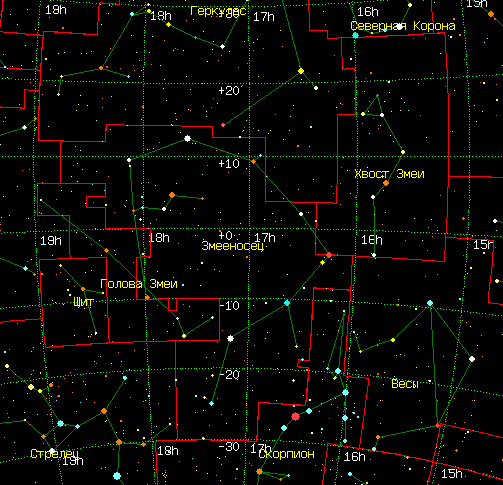 19h
18h
Геркулес
+30
17h
16h
15h
Северная Корона
+20
+10
Хвост Змеи
+0
19h
18h
Змееносец
17h
16h
15h
Голова Змеи
Щит
-10
-20
Весы
-30
Стрелец
19h
18h
17h
Скорпион
16h
15h